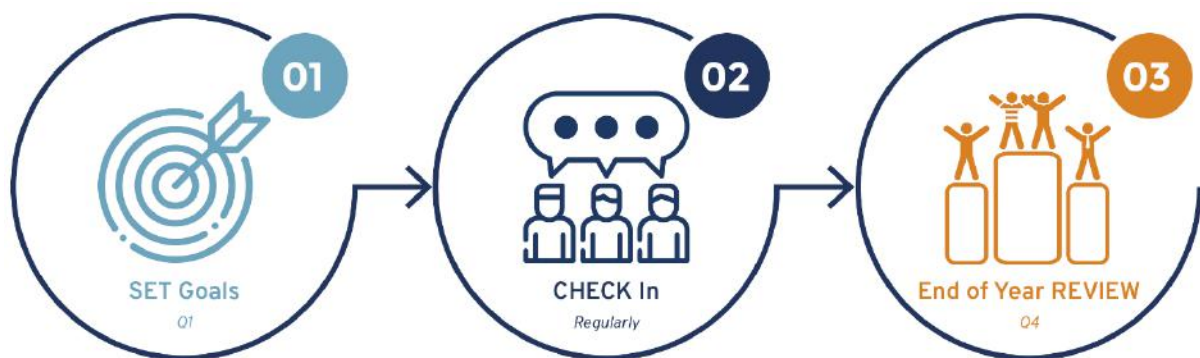 01
SET Goals
Q1
02
CHECK In
Regularly
03
End of Year REVIEW
Q4